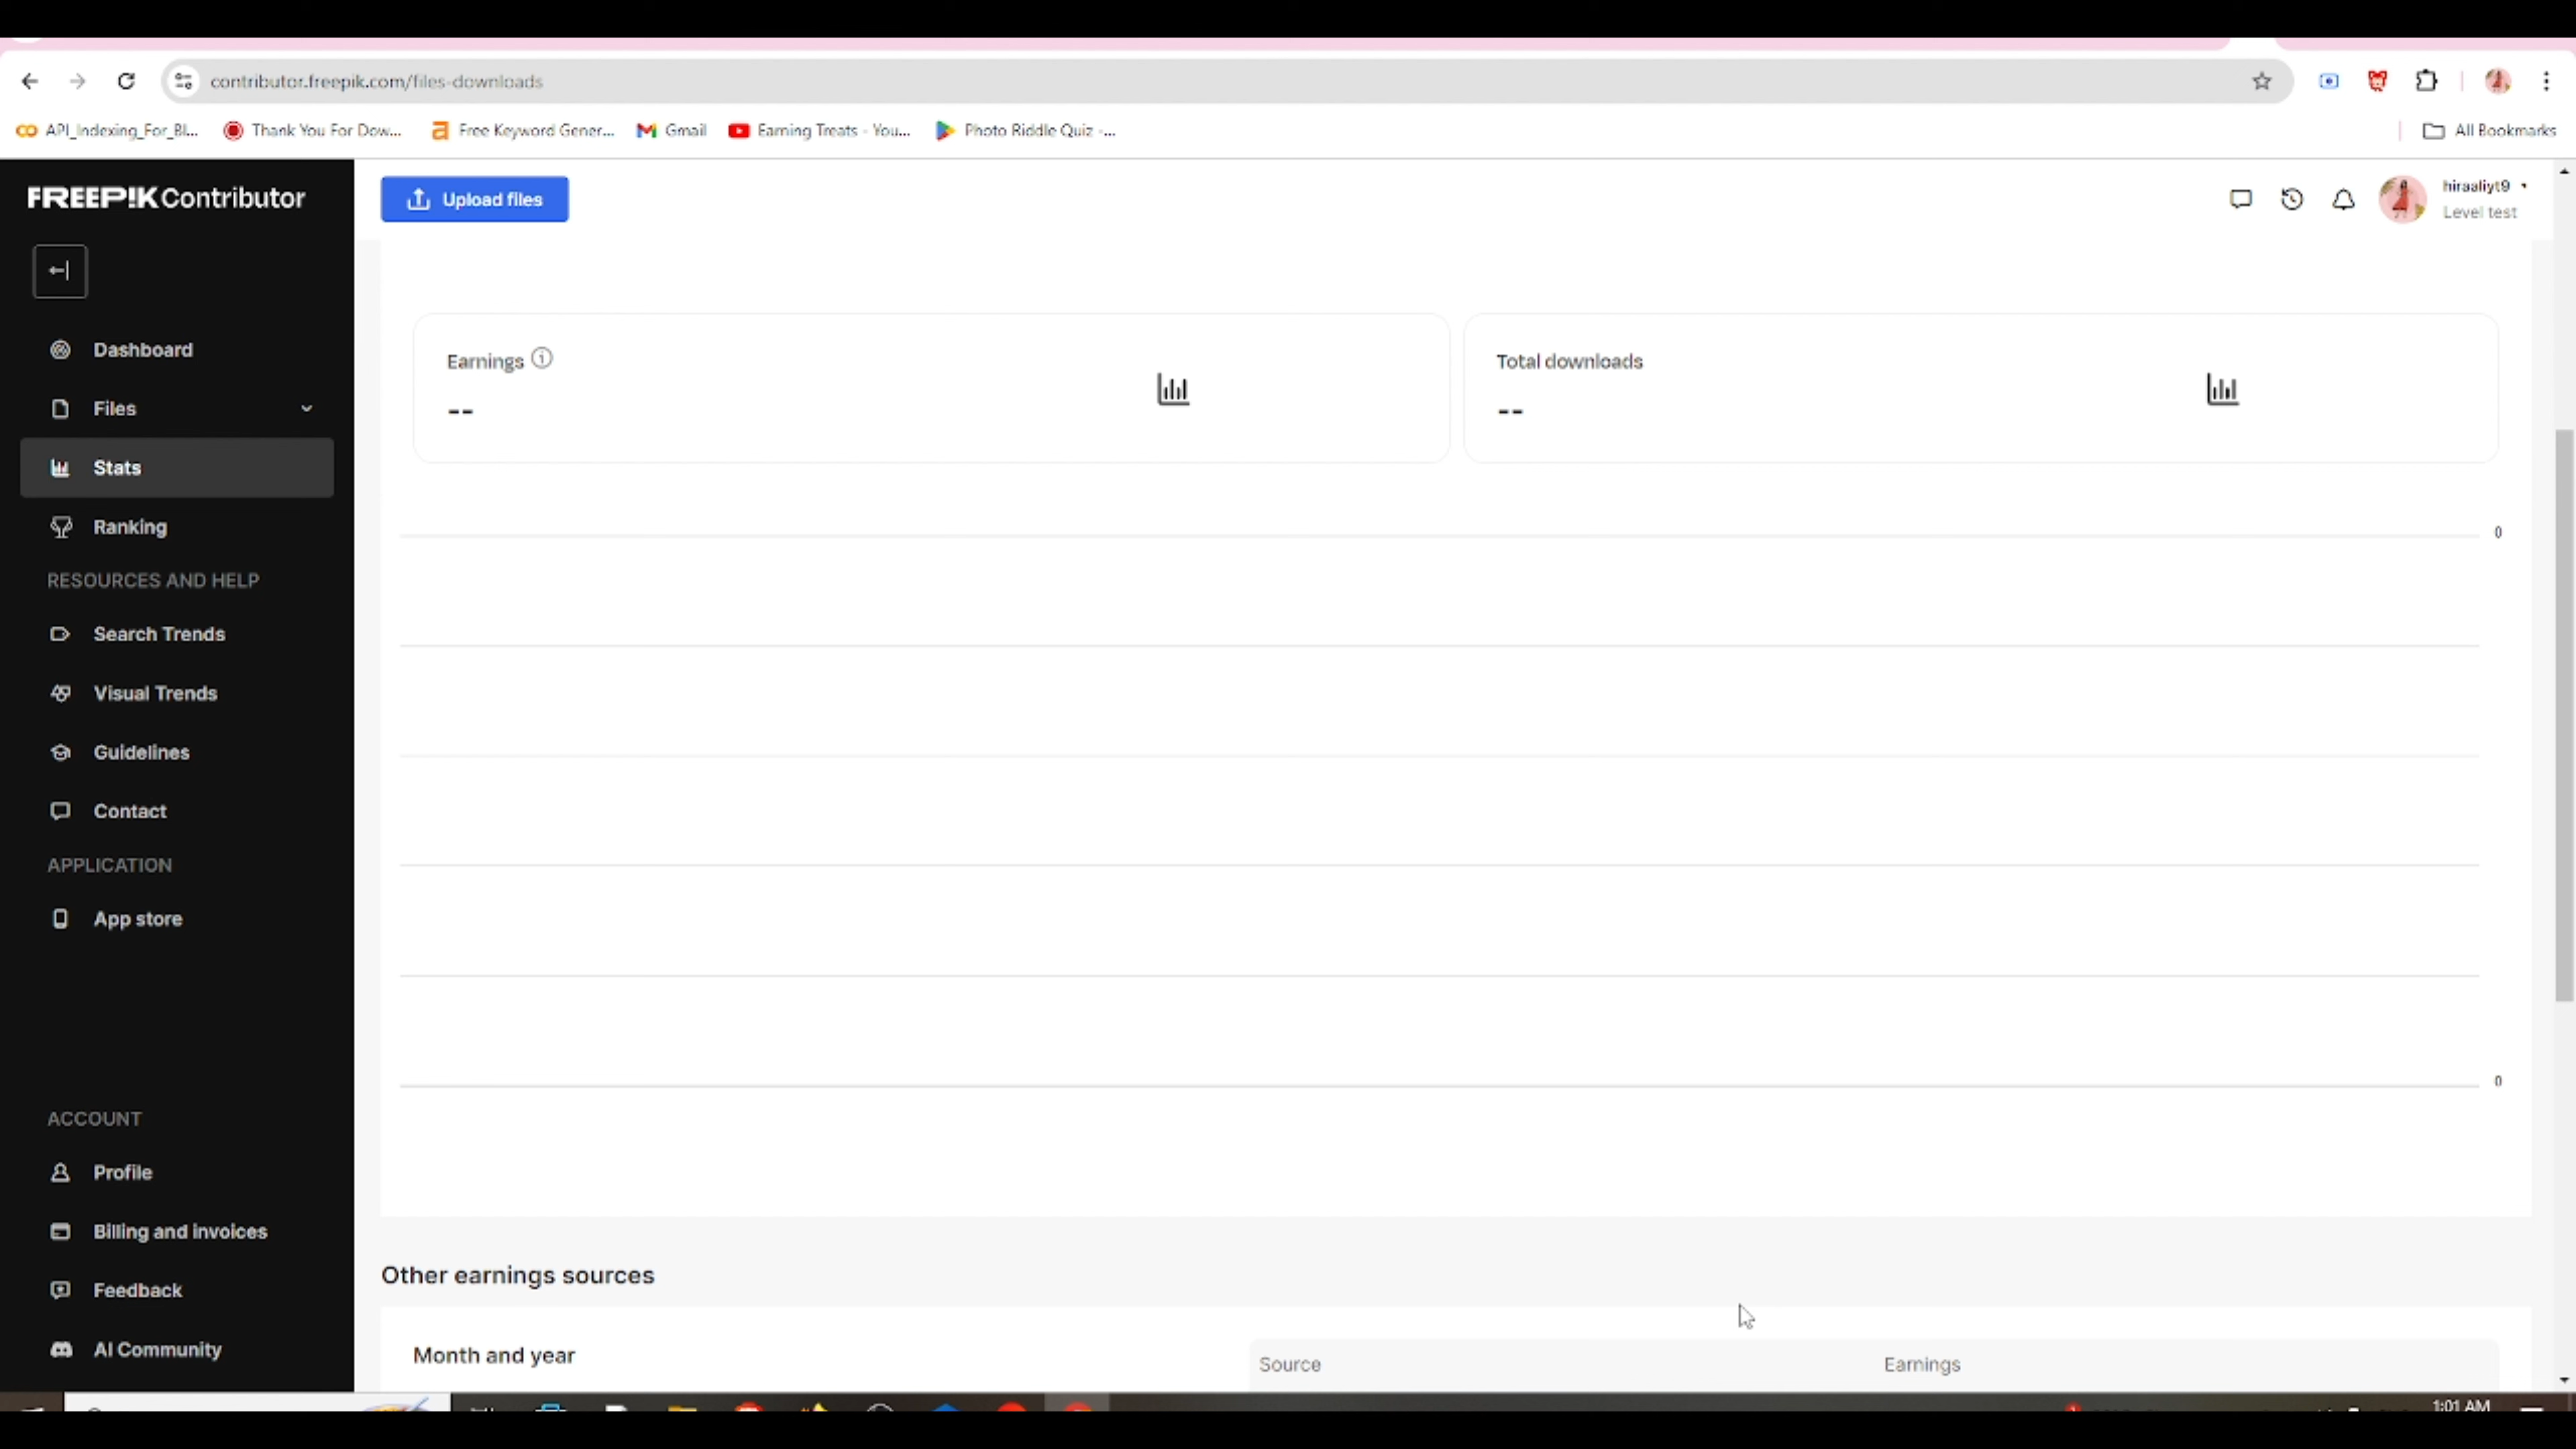 contributor.freepik.com/files-downloads
API_Indexing_For_Bl...
Thank You For Dow...
Free Keyword Gener...
Gmail
Earning Treats - You...
Photo Riddle Quiz -...
All Bookmarks
FREEP!K Contributor
Upload files
hiraaliyt9
Level test
Dashboard
Files
Stats
Ranking
RESOURCES AND HELP
Search Trends
Visual Trends
Guidelines
Contact
APPLICATION
App store
ACCOUNT
Profile
Billing and invoices
Feedback
AI Community
Earnings
--
Total downloads
--
0
0
Other earnings sources
Month and year
Source
Earnings
1:01 AM